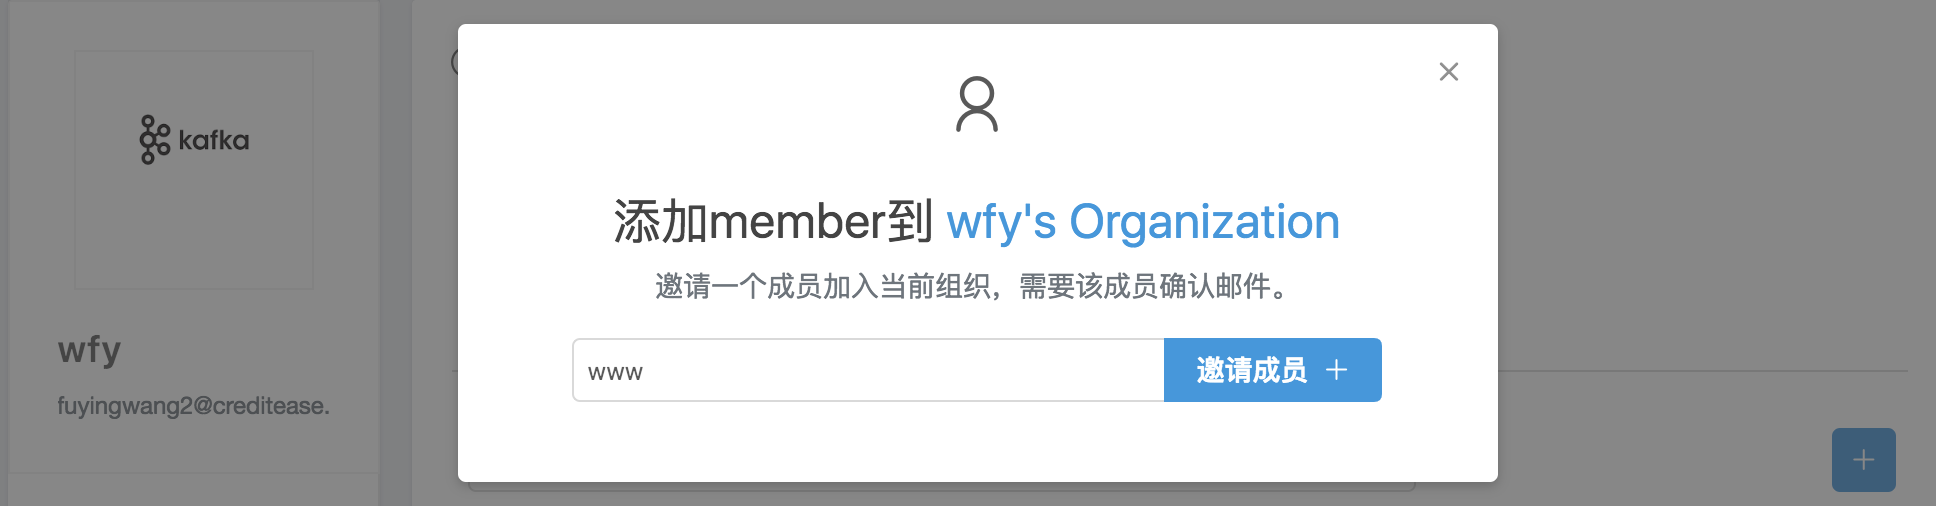 kafka
wfy
fuyingwang2@creditease.
添加member到 wfy's Organization
邀请一个成员加入当前组织，需要该成员确认邮件。
www
邀请成员 +
+